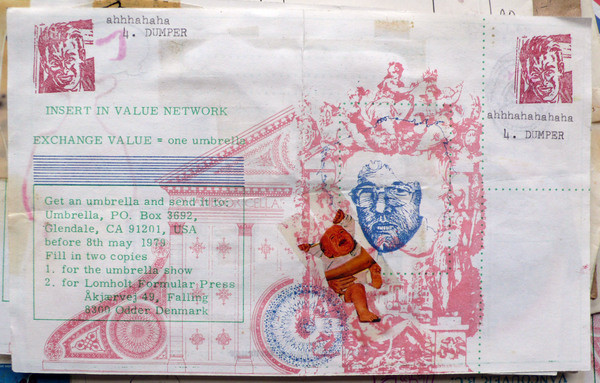 ahhhahaha
4. DUMPER
INSERT IN VALUE NETWORK
EXCHANGE VALUE = one umbrella
Get an umbrella and send it to:
Umbrella, P.O. Box 3692,
Glendale, CA 91201, USA
before 8th may 1979
Fill in two copies
1. for the umbrella show
2. for Lomholt Formular Press
Åkjærvej 49, Falling
8300 Odder Denmark
ahhhahahaha
4. DUMPER